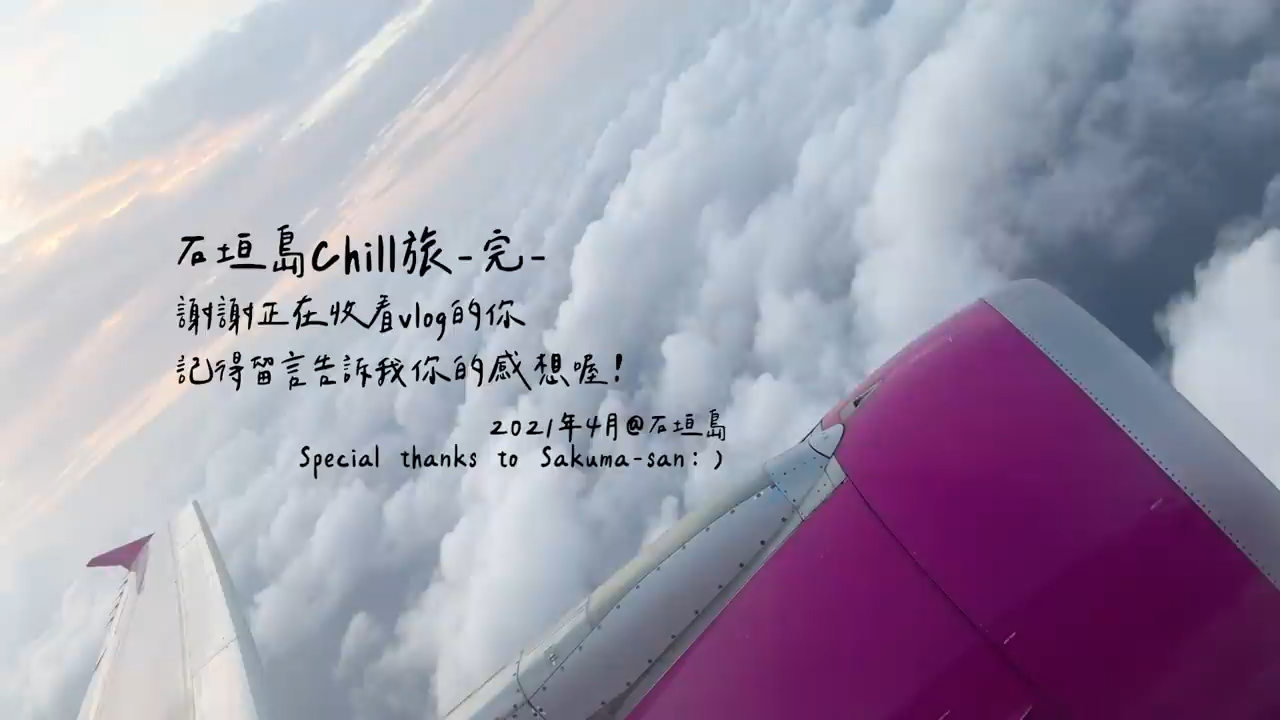 石垣島Chill旅-完-
謝謝正在收看vlog的你
記得留言告訴我你的感想喔！
2021年4月@石垣島
Special thanks to Sakuma-san：）